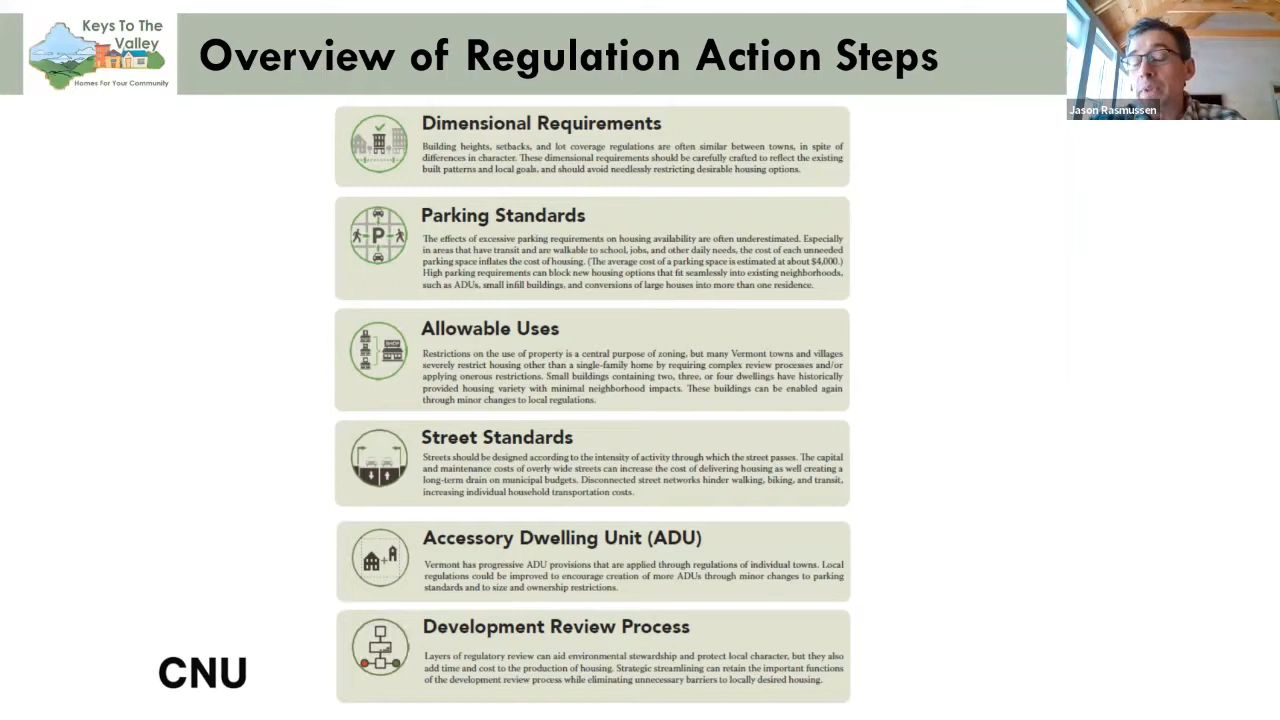 Keys To The
Valley
Homes For Your Community
Overview of Regulation Action Steps
Jason Rasmussen
Dimensional Requirements
Building heights, setbacks, and lot coverage regulations are often similar between towns, in spite of
differences in character. These dimensional requirements should be carefully crafted to reflect the existing
built patterns and local goals, and should avoid needlessly restricting desirable housing options.
P
Parking Standards
The effects of excessive parking requirements on housing availability are often underestimated. Especially
in areas that have transit and are walkable to school, jobs, and other daily needs, the cost of each unneeded
parking space inflates the cost of housing. (The average cost of a parking space is estimated at about $4,000.)
High parking requirements can block new housing options that fit seamlessly into existing neighborhoods,
such as ADUs, small infill buildings, and conversions of large houses into more than one residence.
SHOP
Allowable Uses
Restrictions on the use of property is a central purpose of zoning, but many Vermont towns and villages
severely restrict housing other than a single-family home by requiring complex review processes and/or
applying onerous restrictions. Small buildings containing two, three, or four dwellings have historically
provided housing variety with minimal neighborhood impacts. These buildings can be enabled again
through minor changes to local regulations.
Street Standards
Streets should be designed according to the intensity of activity through which the street passes. The capital
and maintenance costs of overly wide streets can increase the cost of delivering housing as well creating a
long-term drain on municipal budgets. Disconnected street networks hinder walking, biking, and transit,
increasing individual household transportation costs.
Accessory Dwelling Unit (ADU)
Vermont has progressive ADU provisions that are applied through regulations of individual towns. Local
regulations could be improved to encourage creation of more ADUs through minor changes to parking
standards and to size and ownership restrictions.
Development Review Process
Layers of regulatory review can aid environmental stewardship and protect local character, but they also
add time and cost to the production of housing. Strategic streamlining can retain the important functions
of the development review process while eliminating unnecessary barriers to locally desired housing.
CNU